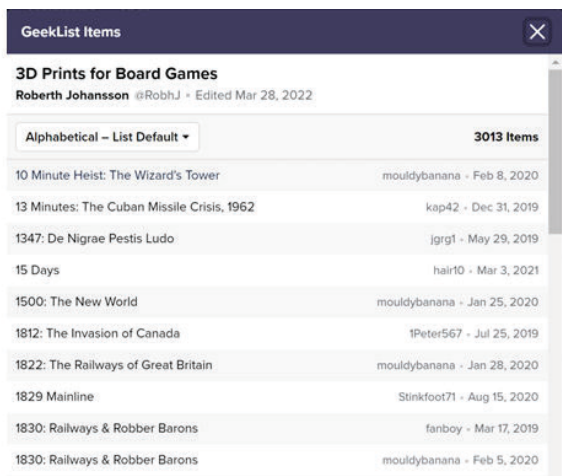 GeekList Items
3D Prints for Board Games
Roberth Johansson @RobhJ • Edited Mar 28, 2022
Alphabetical – List Default 3013 Items
10 Minute Heist: The Wizard's Tower mouldybanana • Feb 8, 2020
13 Minutes: The Cuban Missile Crisis, 1962 kap42 • Dec 31, 2019
1347: De Nigrae Pestis Ludo jgrg1 • May 29, 2019
15 Days hair10 • Mar 3, 2021
1500: The New World mouldybanana • Jan 25, 2020
1812: The Invasion of Canada 1Peter567 • Jul 25, 2019
1822: The Railways of Great Britain mouldybanana • Jan 28, 2020
1829 Mainline Stinkfoot71 • Aug 15, 2020
1830: Railways & Robber Barons fanboy • Mar 17, 2019
1830: Railways & Robber Barons mouldybanana • Feb 5, 2020